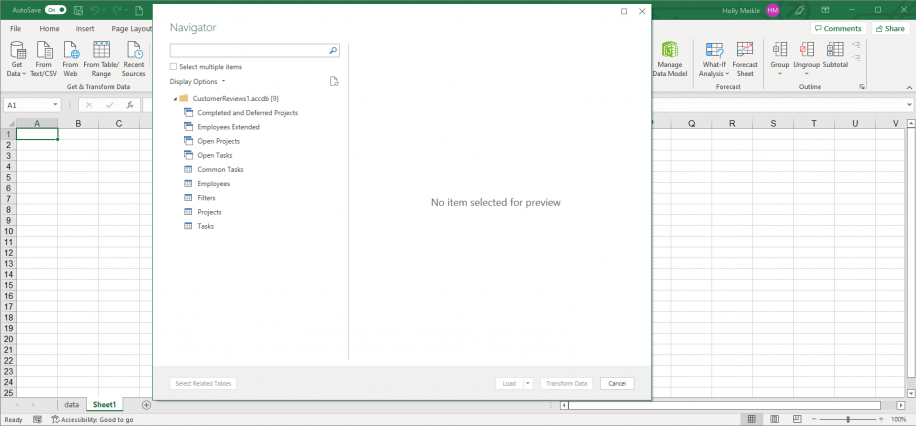 AutoSave On
Holly Meikle HM
File Home Insert Page Layout
Comments Share
Get Data From Text/CSV From Web From Table/ Range Recent Sources
Get & Transform Data
Manage Data Model
What-If Analysis Forecast Sheet
Forecast
Group Ungroup Subtotal
Outline
A1
fx
A B C Q R S T U V
1
2
3
4
5
6
7
8
9
10
11
12
13
14
15
16
17
18
19
20
21
22
23
24
25
Navigator
Select multiple items
Display Options
CustomerReviews1.accdb [9]
Completed and Deferred Projects
Employees Extended
Open Projects
Open Tasks
Common Tasks
Employees
Filters
Projects
Tasks
No item selected for preview
Select Related Tables
Load Transform Data Cancel
data Sheet1
Ready Accessibility: Good to go 100%